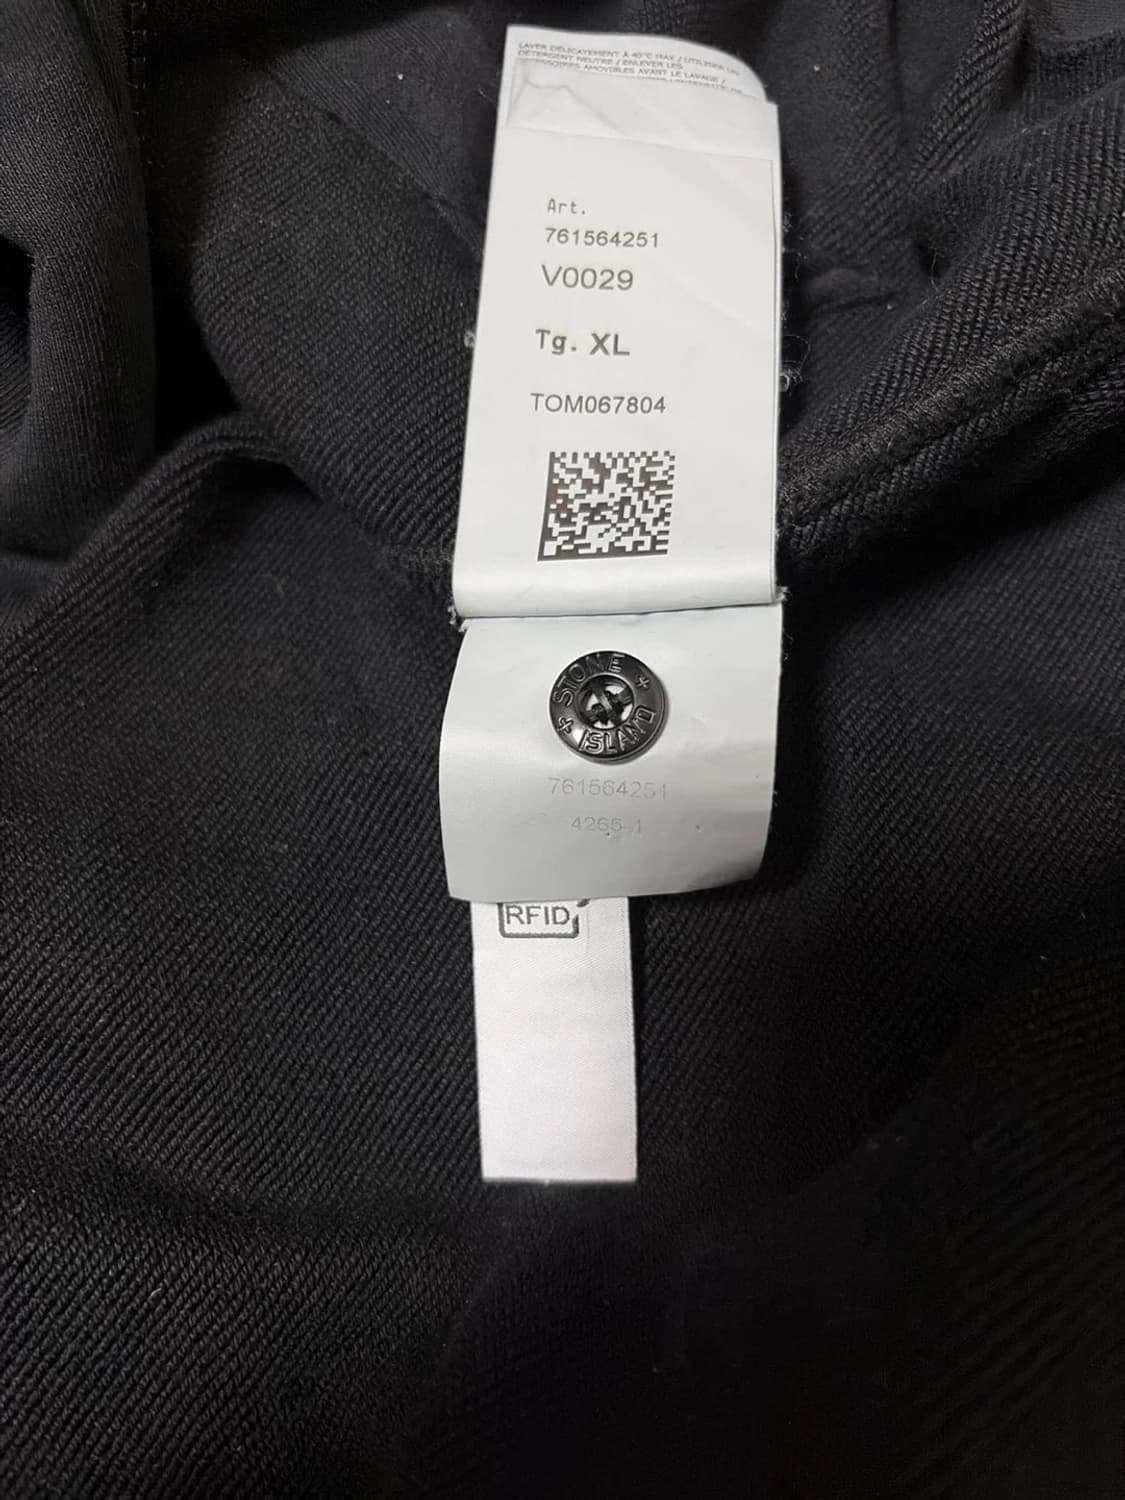 LAVER DÉLICATEMENT À 40°C MAX / UTILISER UN
DÉTERGENT NEUTRE / ENLEVER LES
AMOVIBLES AVANT LE LAVAGE /
Art.
761564251
V0029
Tg. XL
TOM067804
STONE
ISLAND
761564251
4265-1
RFID